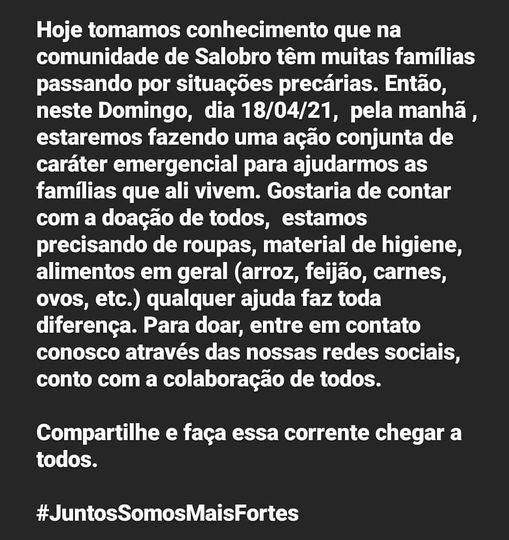 Hoje tomamos conhecimento que na
comunidade de Salobro têm muitas famílias
passando por situações precárias. Então,
neste Domingo,  dia 18/04/21,  pela manhã ,
estaremos fazendo uma ação conjunta de
caráter emergencial para ajudarmos as
famílias que ali vivem. Gostaria de contar
com a doação de todos,  estamos
precisando de roupas, material de higiene,
alimentos em geral (arroz, feijão, carnes,
ovos, etc.) qualquer ajuda faz toda
diferença. Para doar, entre em contato
conosco através das nossas redes sociais,
conto com a colaboração de todos.

Compartilhe e faça essa corrente chegar a
todos.

#JuntosSomosMaisFortes